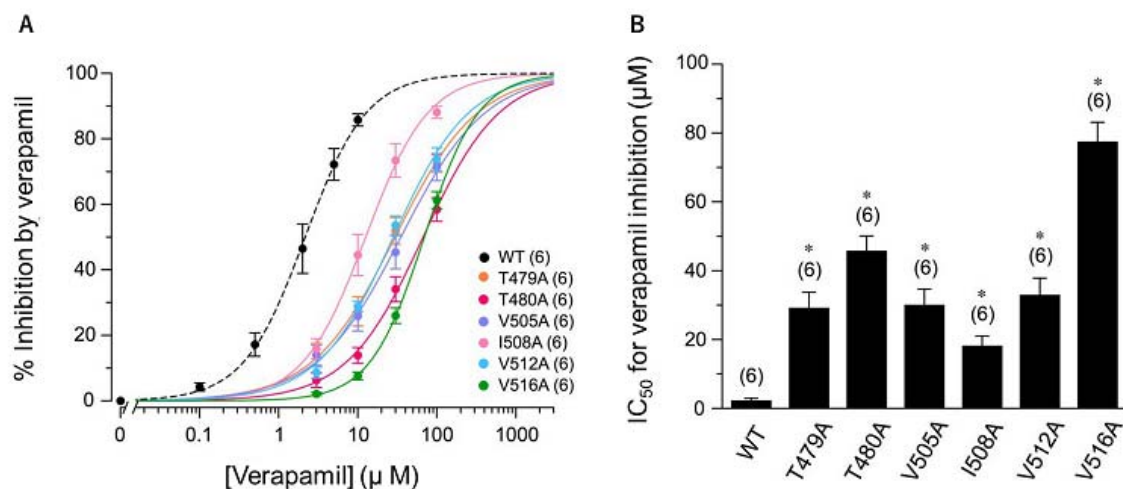 A
% Inhibition by verapamil
100
80
60
40
20
0
0
0.1
1
10
100
1000
[Verapamil] (μ M)
WT (6)
T479A (6)
T480A (6)
V505A (6)
I508A (6)
V512A (6)
V516A (6)
B
IC50 for verapamil inhibition (μM)
100
80
60
40
20
0
(6)
*
(6)
*
(6)
*
(6)
*
(6)
*
(6)
*
(6)
WT
T479A
T480A
V505A
I508A
V512A
V516A